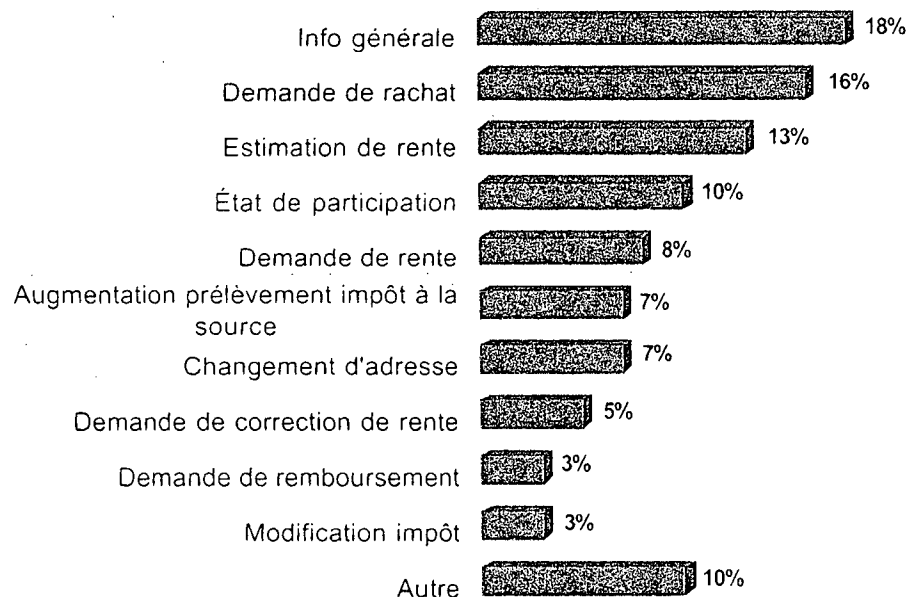 Info générale 18%
Demande de rachat 16%
Estimation de rente 13%
État de participation 10%
Demande de rente 8%
Augmentation prélèvement impôt à la
source 7%
Changement d'adresse 7%
Demande de correction de rente 5%
Demande de remboursement 3%
Modification impôt 3%
Autre 10%